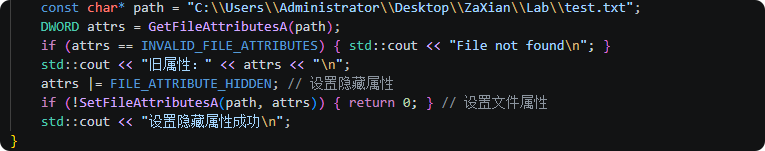 const char* path = "C:\\Users\\Administrator\\Desktop\\ZaXian\\Lab\\test.txt";
DWORD attrs = GetFileAttributesA(path);
if (attrs == INVALID_FILE_ATTRIBUTES) { std::cout << "File not found\n"; }
std::cout << "旧属性：" << attrs << "\n";
attrs |= FILE_ATTRIBUTE_HIDDEN; // 设置隐藏属性
if (!SetFileAttributesA(path, attrs)) { return 0; } // 设置文件属性
std::cout << "设置隐藏属性成功\n";
}